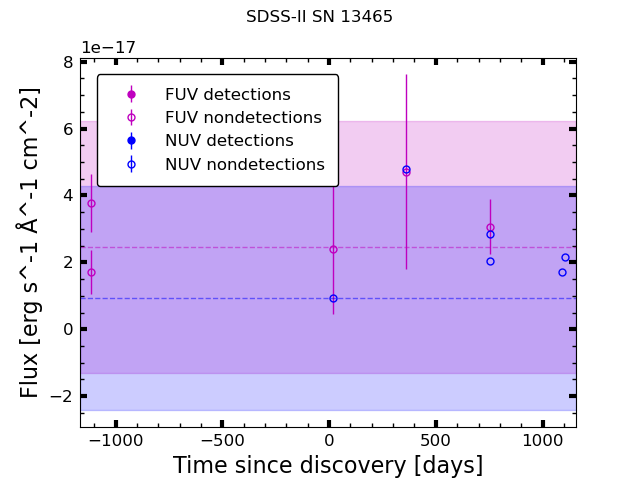 SDSS-II SN 13465
1e−17
FUV detections
FUV nondetections
NUV detections
NUV nondetections
8
6
4
2
0
−2
Flux [erg s^-1 Å^-1 cm^-2]
−1000
−500
0
500
1000
Time since discovery [days]